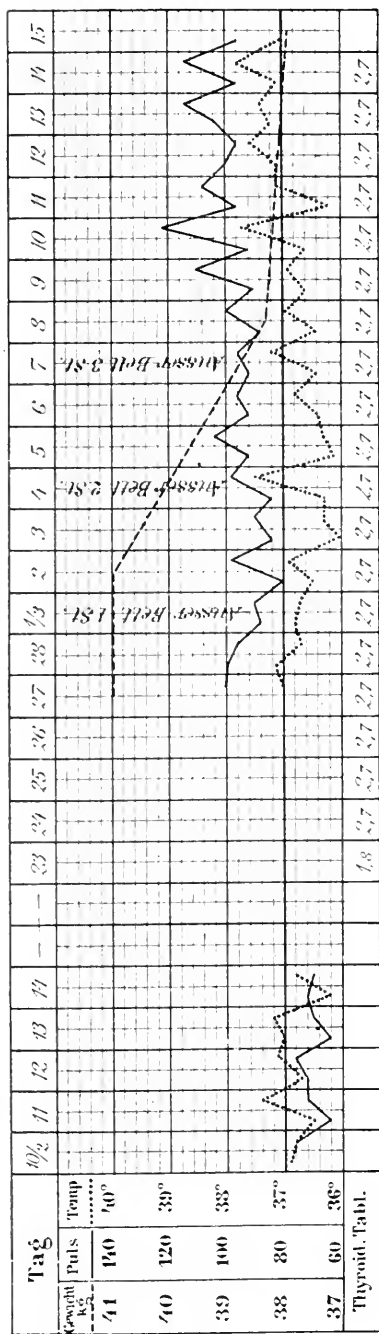 Tag 10/2 11 12 13 14 — — 23 24 25 26 27 28 1/3 2 3 4 5 6 7 8 9 10 11 12 13 14 15
Gewicht kg Puls Temp
41 140 40°
40 120 39°
39 100 38°
38 80 37°
37 60 36°
Ausser Bett 1 St. Ausser Bett 2 St. Ausser Bett 3 St.
Thyroid. Tabl. 1,8 2,7 2,7 2,7 2,7 2,7 2,7 2,7 2,7 2,7 2,7 2,7 2,7 2,7 2,7 2,7 2,7 2,7 2,7 2,7